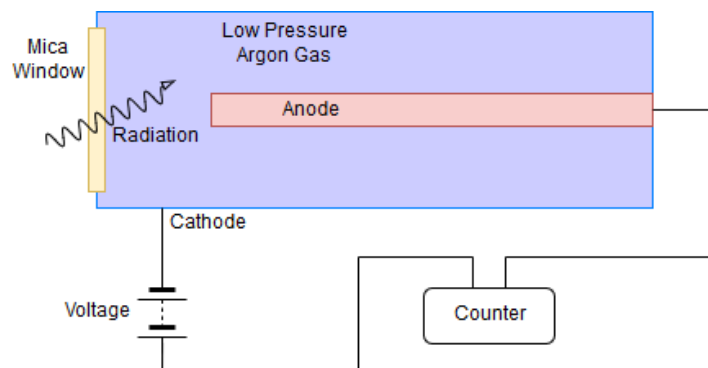 Low Pressure
Argon Gas
Mica
Window
Anode
Radiation
Cathode
Voltage
Counter